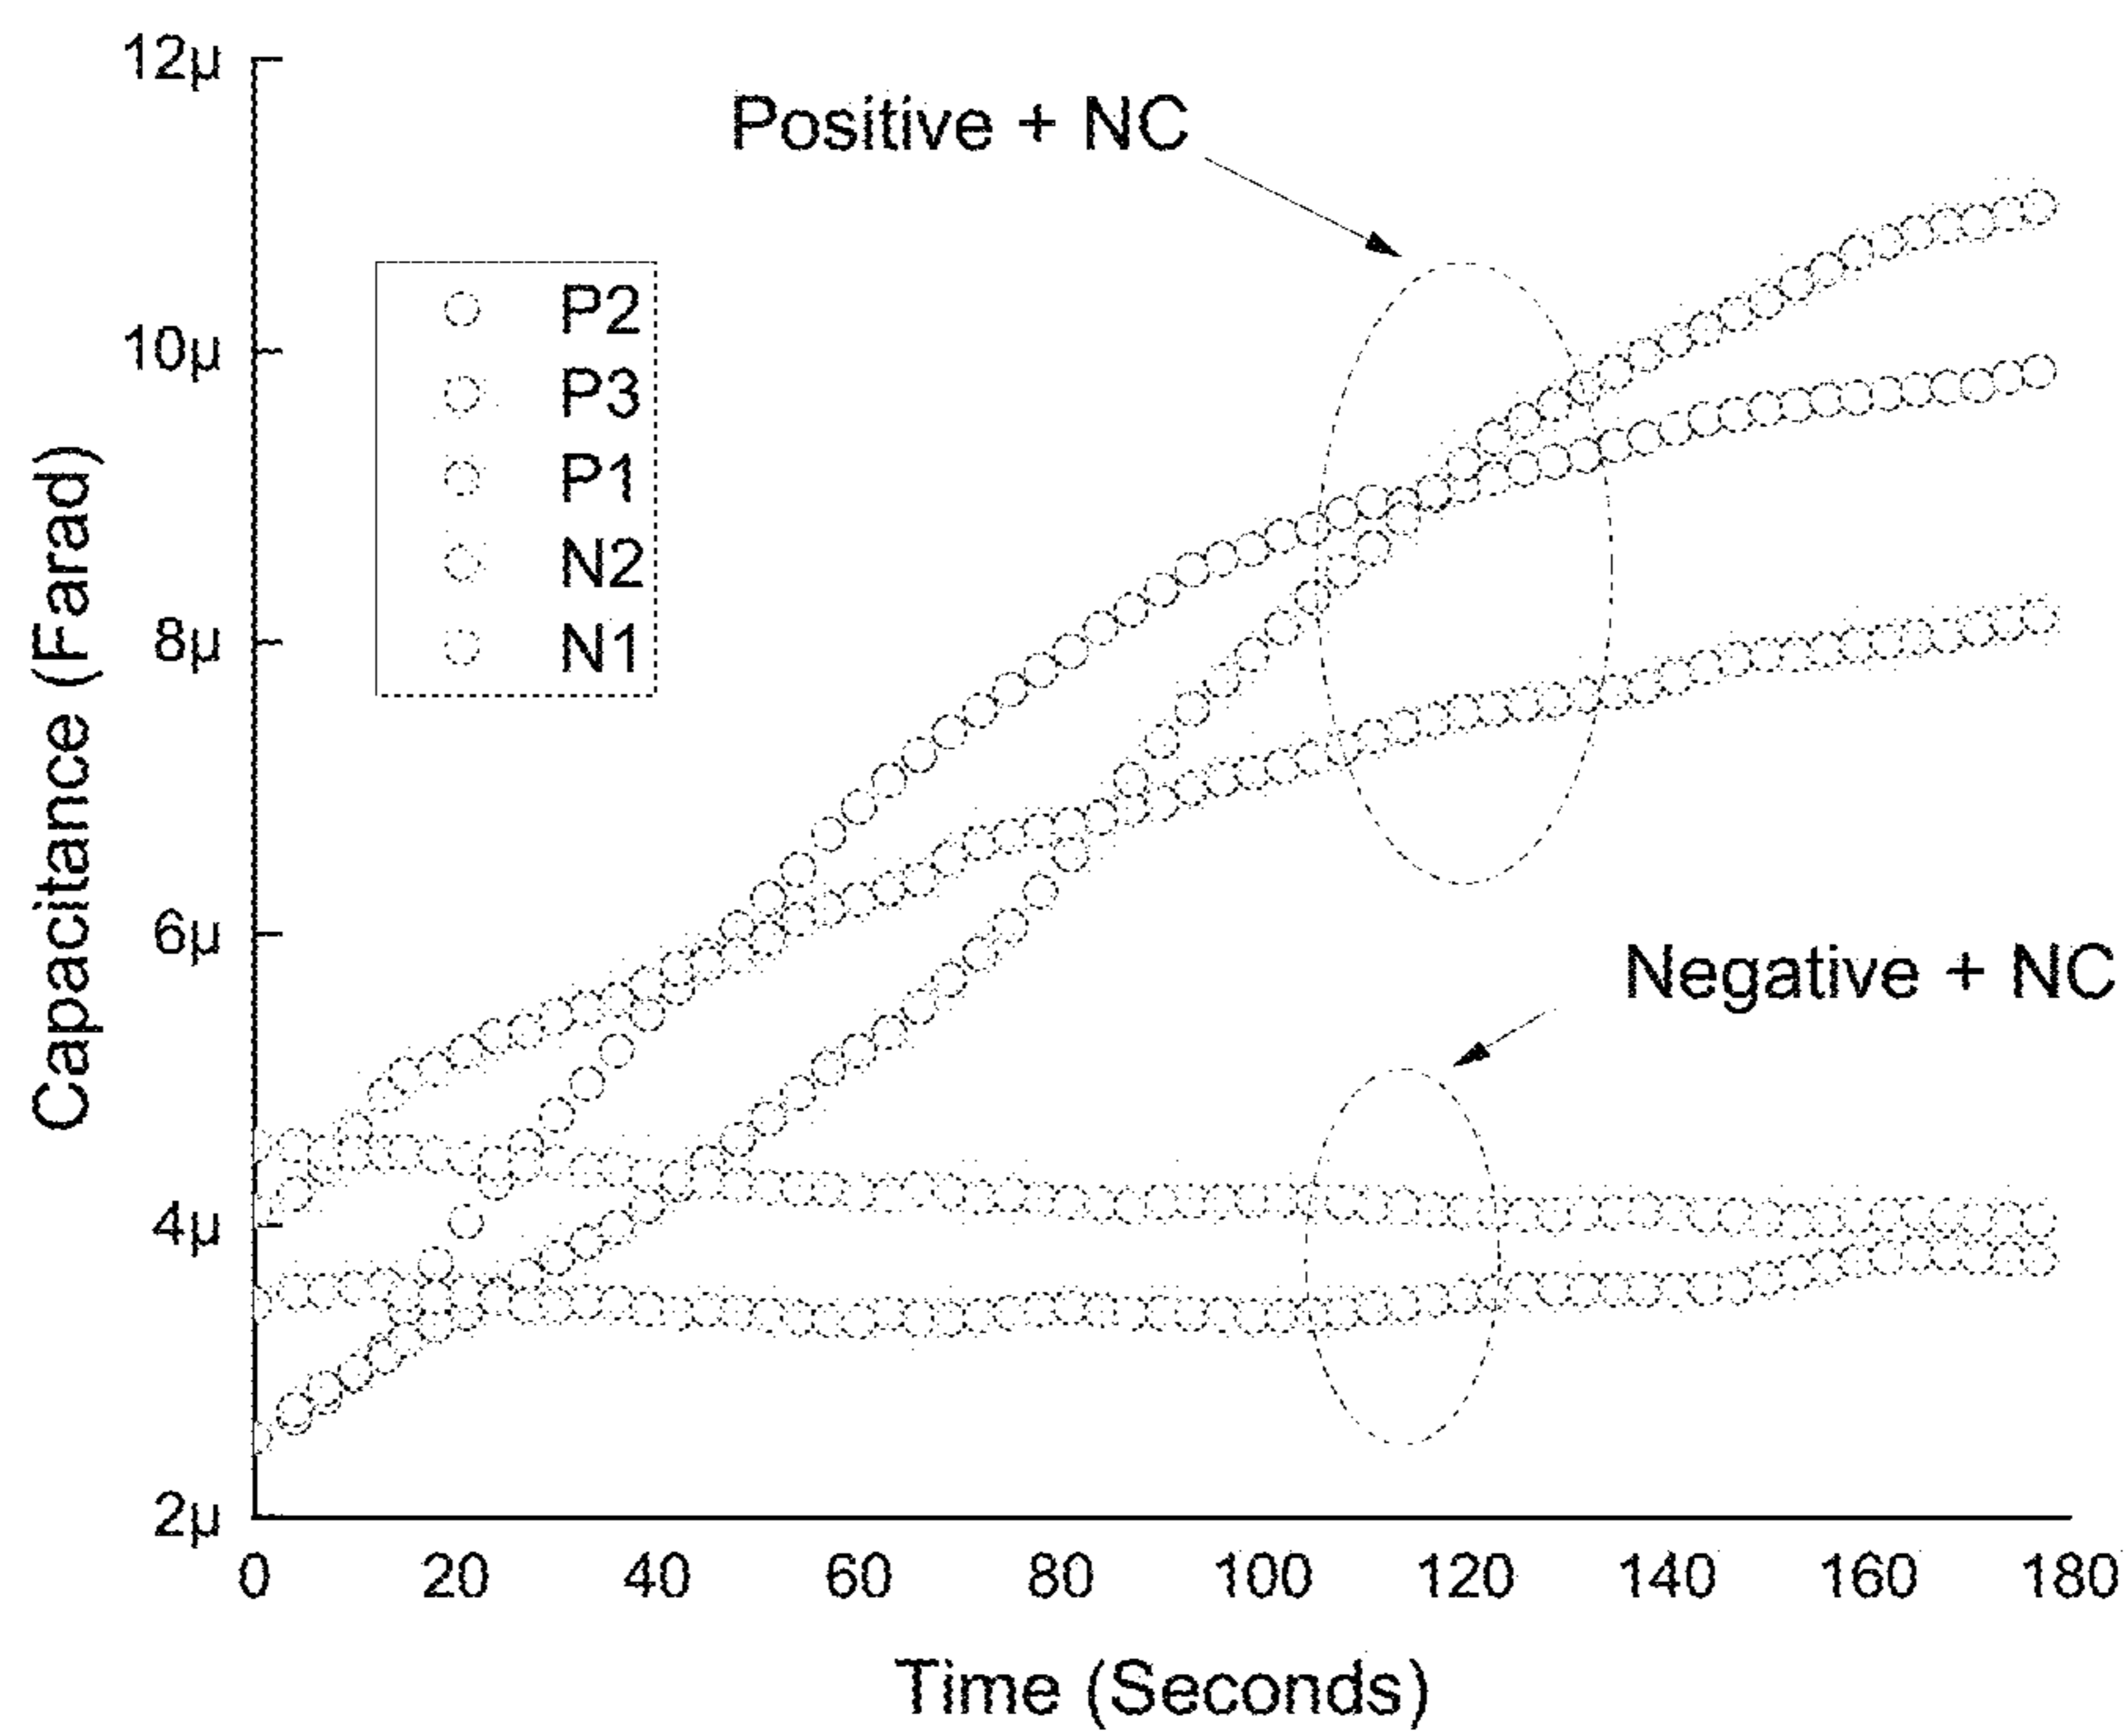 12µ
10µ
8µ
6µ
4µ
2µ
Capacitance (Farad)
Positive + NC
P2
P3
P1
N2
N1
Negative + NC
0 20 40 60 80 100 120 140 160 180
Time (Seconds)